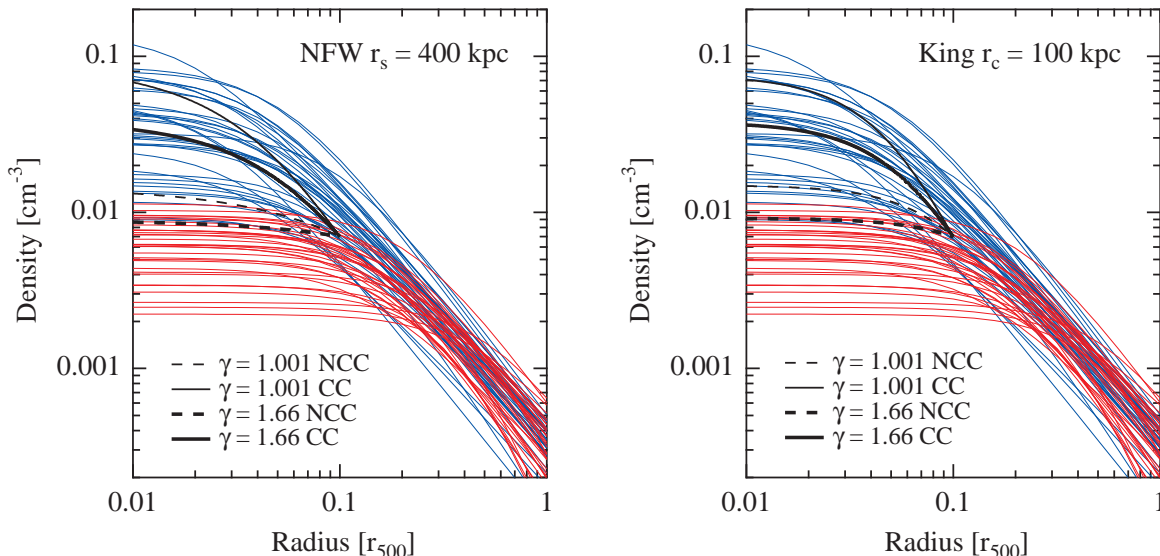 NFW r_s = 400 kpc
0.1
0.01
0.001
Density [cm^-3]
γ = 1.001 NCC
γ = 1.001 CC
γ = 1.66 NCC
γ = 1.66 CC
0.01
0.1
1
Radius [r_500]
King r_c = 100 kpc
0.1
0.01
0.001
Density [cm^-3]
γ = 1.001 NCC
γ = 1.001 CC
γ = 1.66 NCC
γ = 1.66 CC
0.01
0.1
1
Radius [r_500]